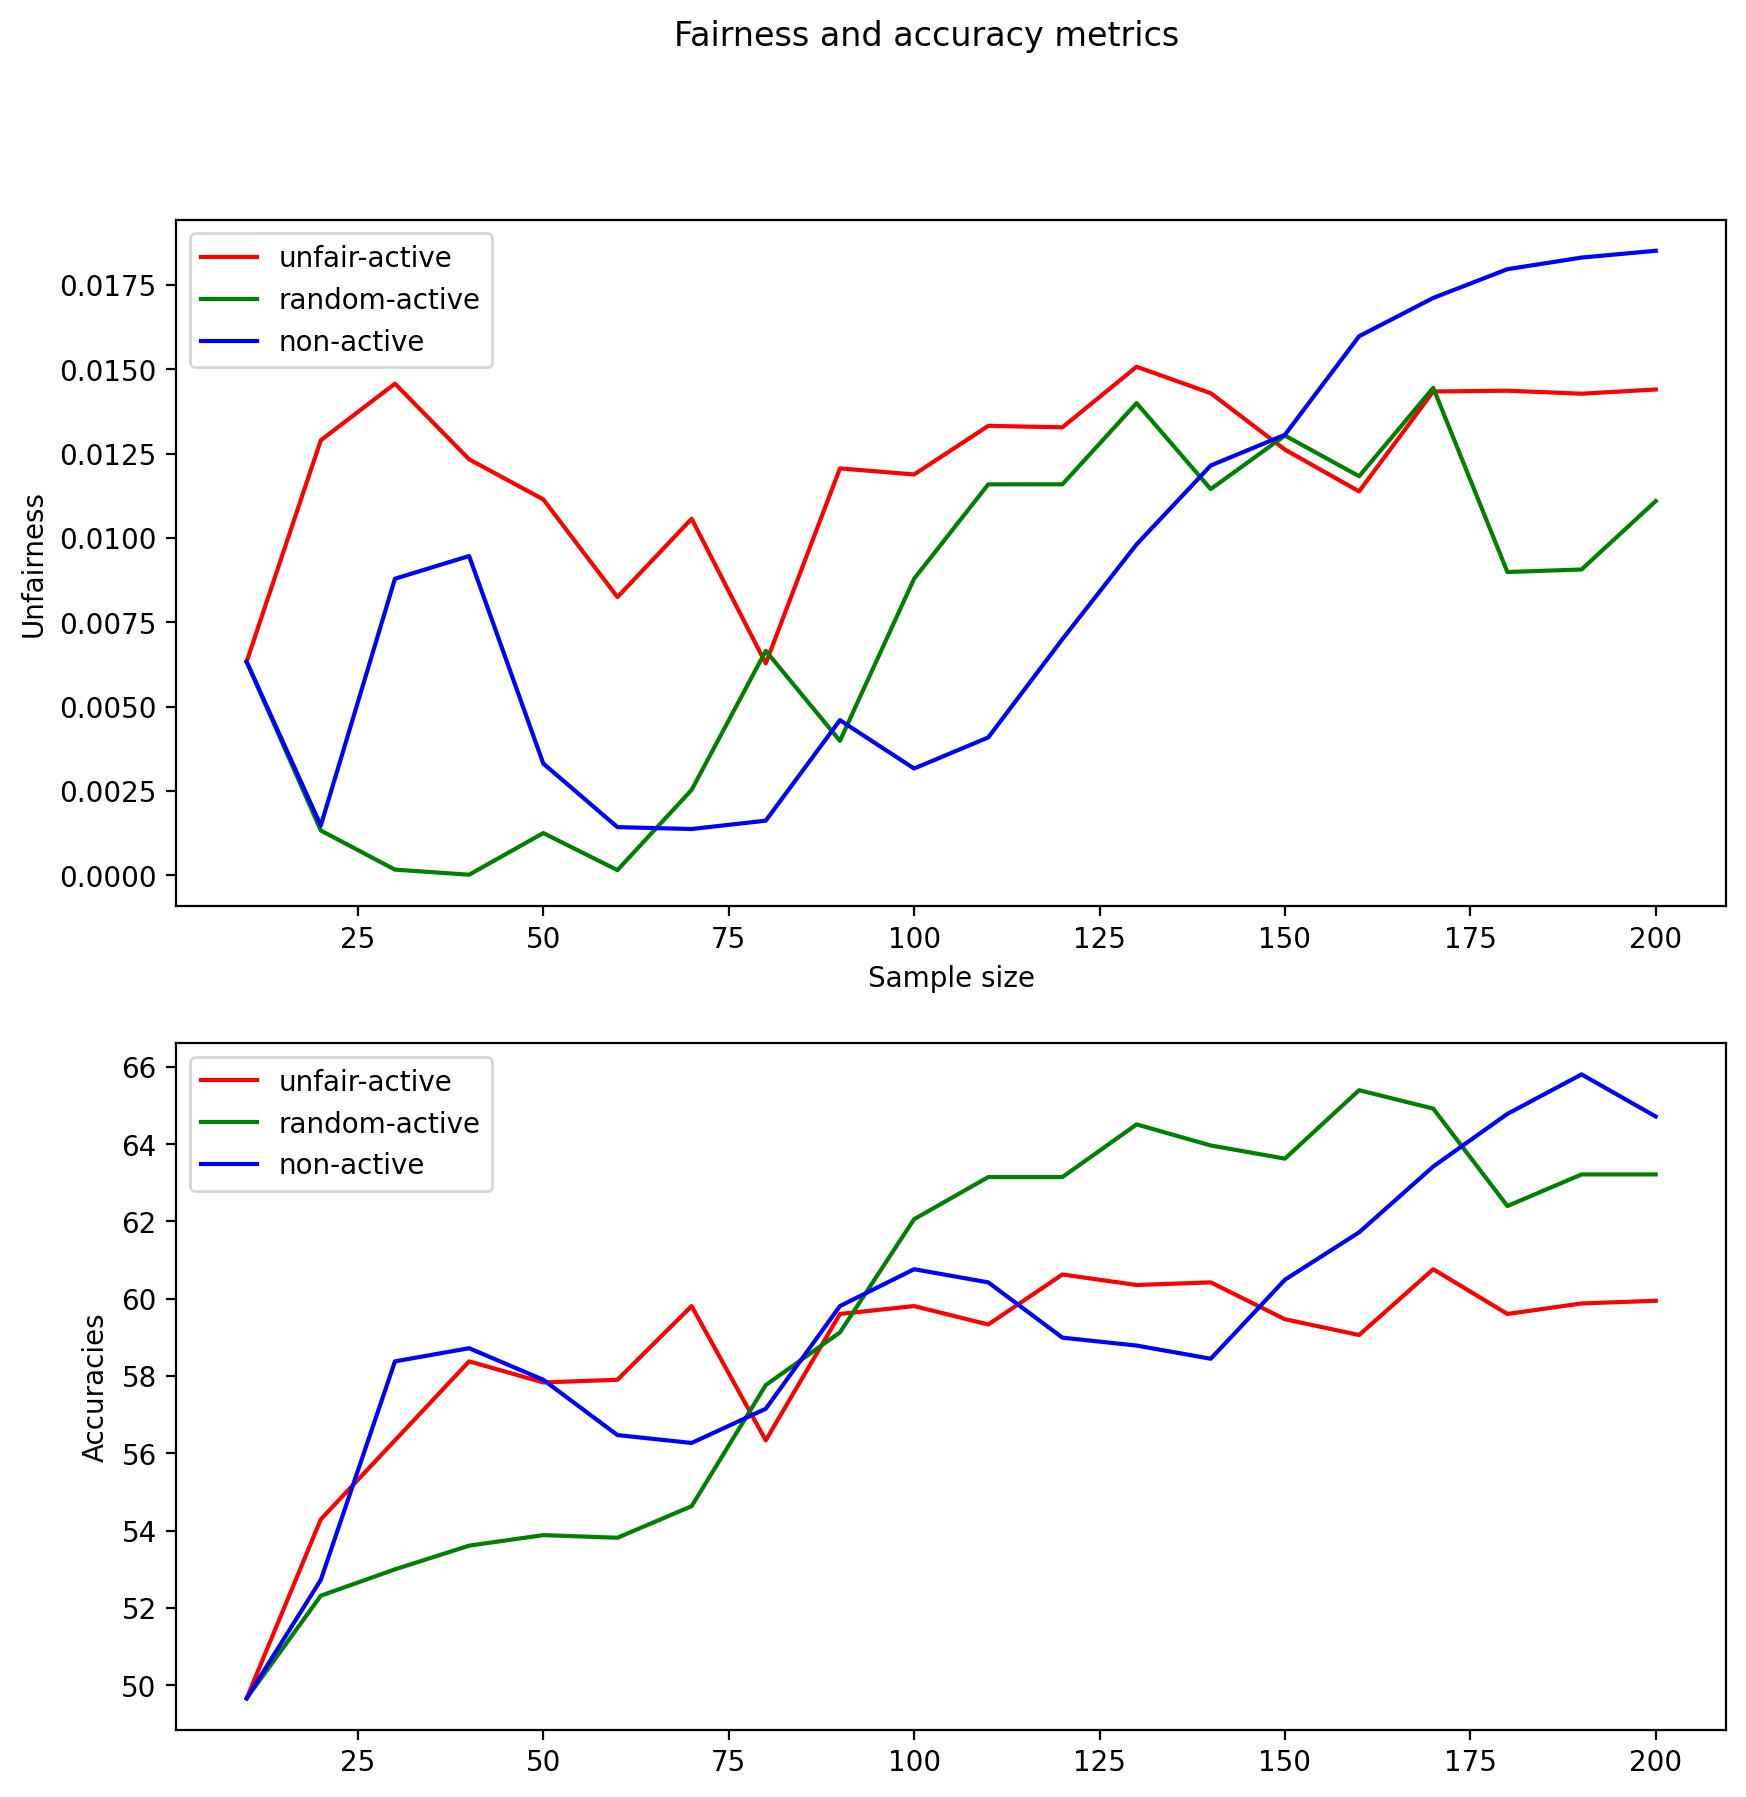 Fairness and accuracy metrics
unfair-active
random-active
non-active
Unfairness
0.0175
0.0150
0.0125
0.0100
0.0075
0.0050
0.0025
0.0000
25 50 75 100 125 150 175 200
Sample size
unfair-active
random-active
non-active
Accuracies
66
64
62
60
58
56
54
52
50
25 50 75 100 125 150 175 200